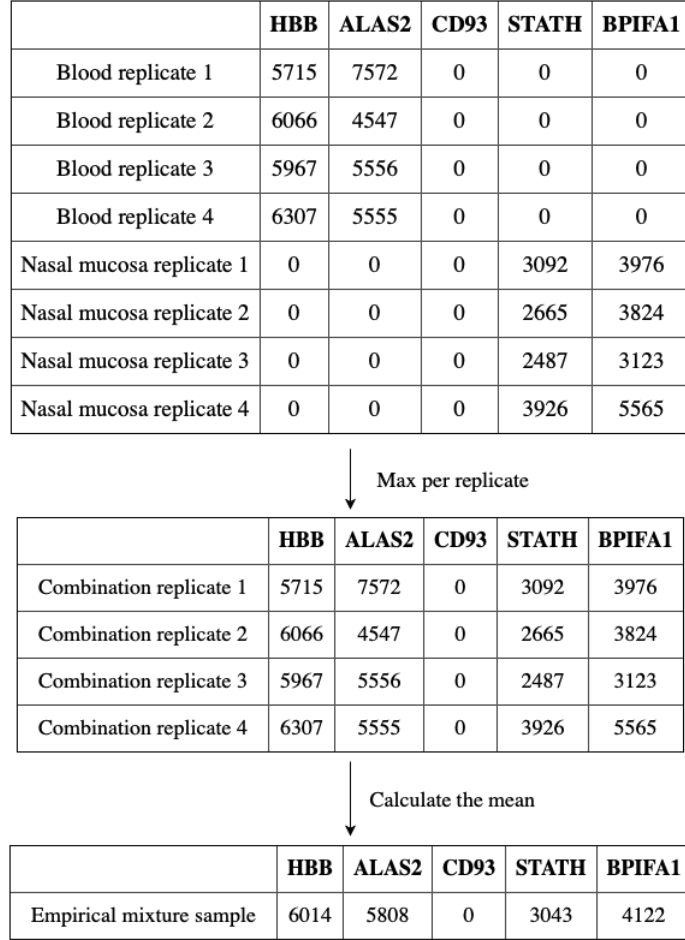 HBB ALAS2 CD93 STATH BPIFA1
Blood replicate 1 5715 7572 0 0 0
Blood replicate 2 6066 4547 0 0 0
Blood replicate 3 5967 5556 0 0 0
Blood replicate 4 6307 5555 0 0 0
Nasal mucosa replicate 1 0 0 0 3092 3976
Nasal mucosa replicate 2 0 0 0 2665 3824
Nasal mucosa replicate 3 0 0 0 2487 3123
Nasal mucosa replicate 4 0 0 0 3926 5565
Max per replicate
HBB ALAS2 CD93 STATH BPIFA1
Combination replicate 1 5715 7572 0 3092 3976
Combination replicate 2 6066 4547 0 2665 3824
Combination replicate 3 5967 5556 0 2487 3123
Combination replicate 4 6307 5555 0 3926 5565
Calculate the mean
HBB ALAS2 CD93 STATH BPIFA1
Empirical mixture sample 6014 5808 0 3043 4122